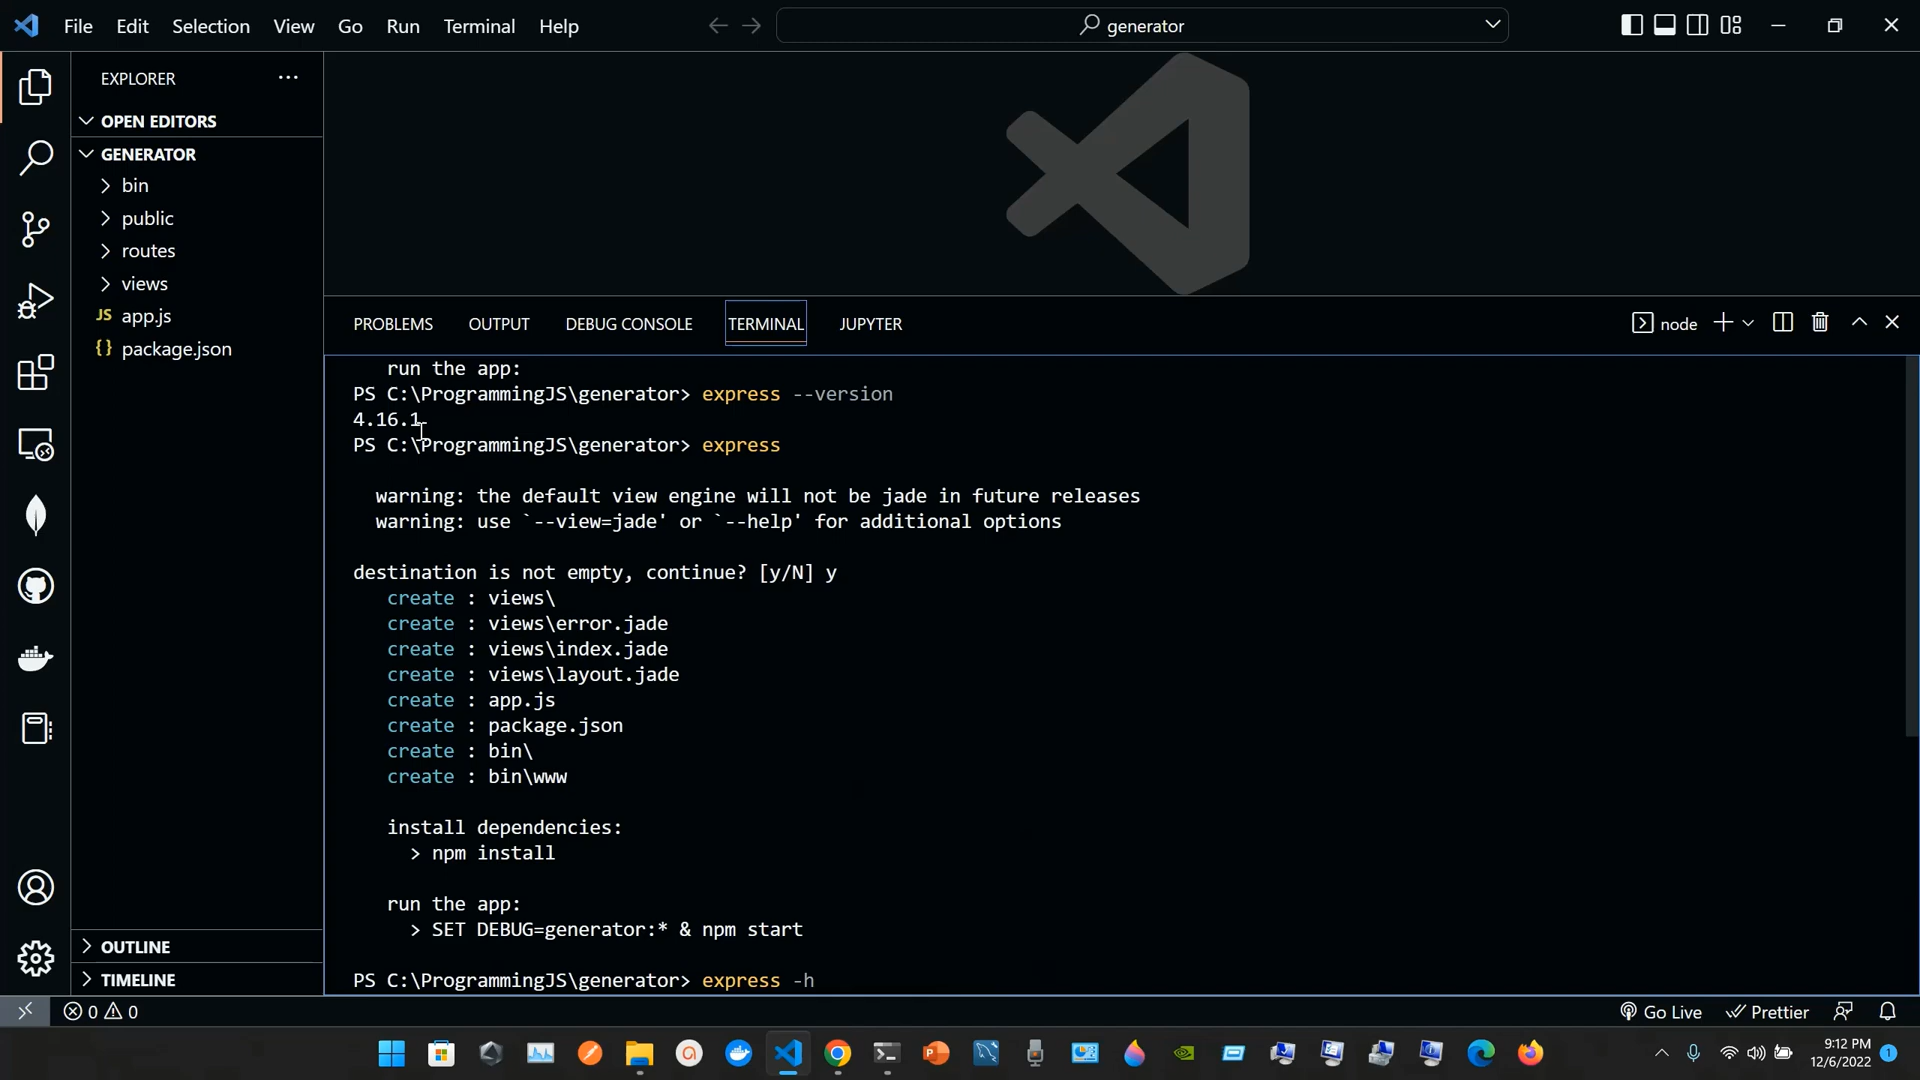 File Edit Selection View Go Run Terminal Help
generator
EXPLORER
OPEN EDITORS
GENERATOR
bin
public
routes
views
JS app.js
{} package.json
OUTLINE
TIMELINE
PROBLEMS OUTPUT DEBUG CONSOLE TERMINAL JUPYTER
node
run the app:
PS C:\ProgrammingJS\generator> express --version
4.16.1
PS C:\ProgrammingJS\generator> express
warning: the default view engine will not be jade in future releases
warning: use `--view=jade' or `--help' for additional options
destination is not empty, continue? [y/N] y
create : views\
create : views\error.jade
create : views\index.jade
create : views\layout.jade
create : app.js
create : package.json
create : bin\
create : bin\www
install dependencies:
> npm install
run the app:
> SET DEBUG=generator:* & npm start
PS C:\ProgrammingJS\generator> express -h
0 0
Go Live Prettier
9:12 PM
12/6/2022
1